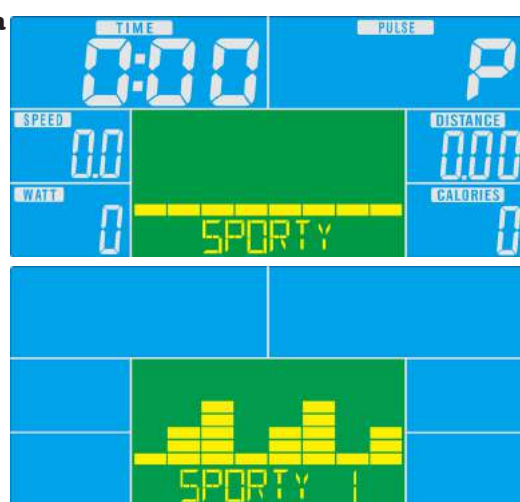 a
TIME
PULSE
0:00
P
SPEED
DISTANCE
0.0
0.00
WATT
CALORIES
0
0
SPORTY
SPORTY 1